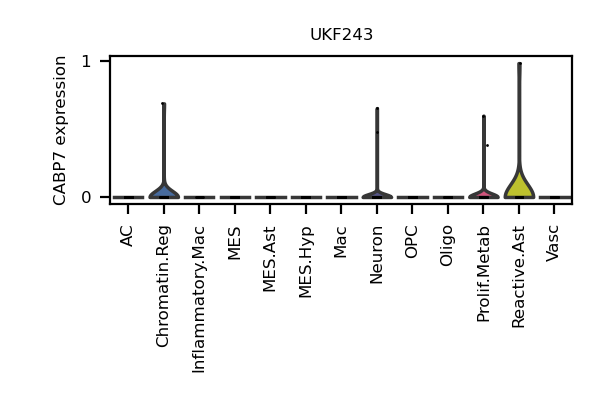 UKF243
CABP7 expression
1
0
AC
Chromatin.Reg
Inflammatory.Mac
MES
MES.Ast
MES.Hyp
Mac
Neuron
OPC
Oligo
Prolif.Metab
Reactive.Ast
Vasc